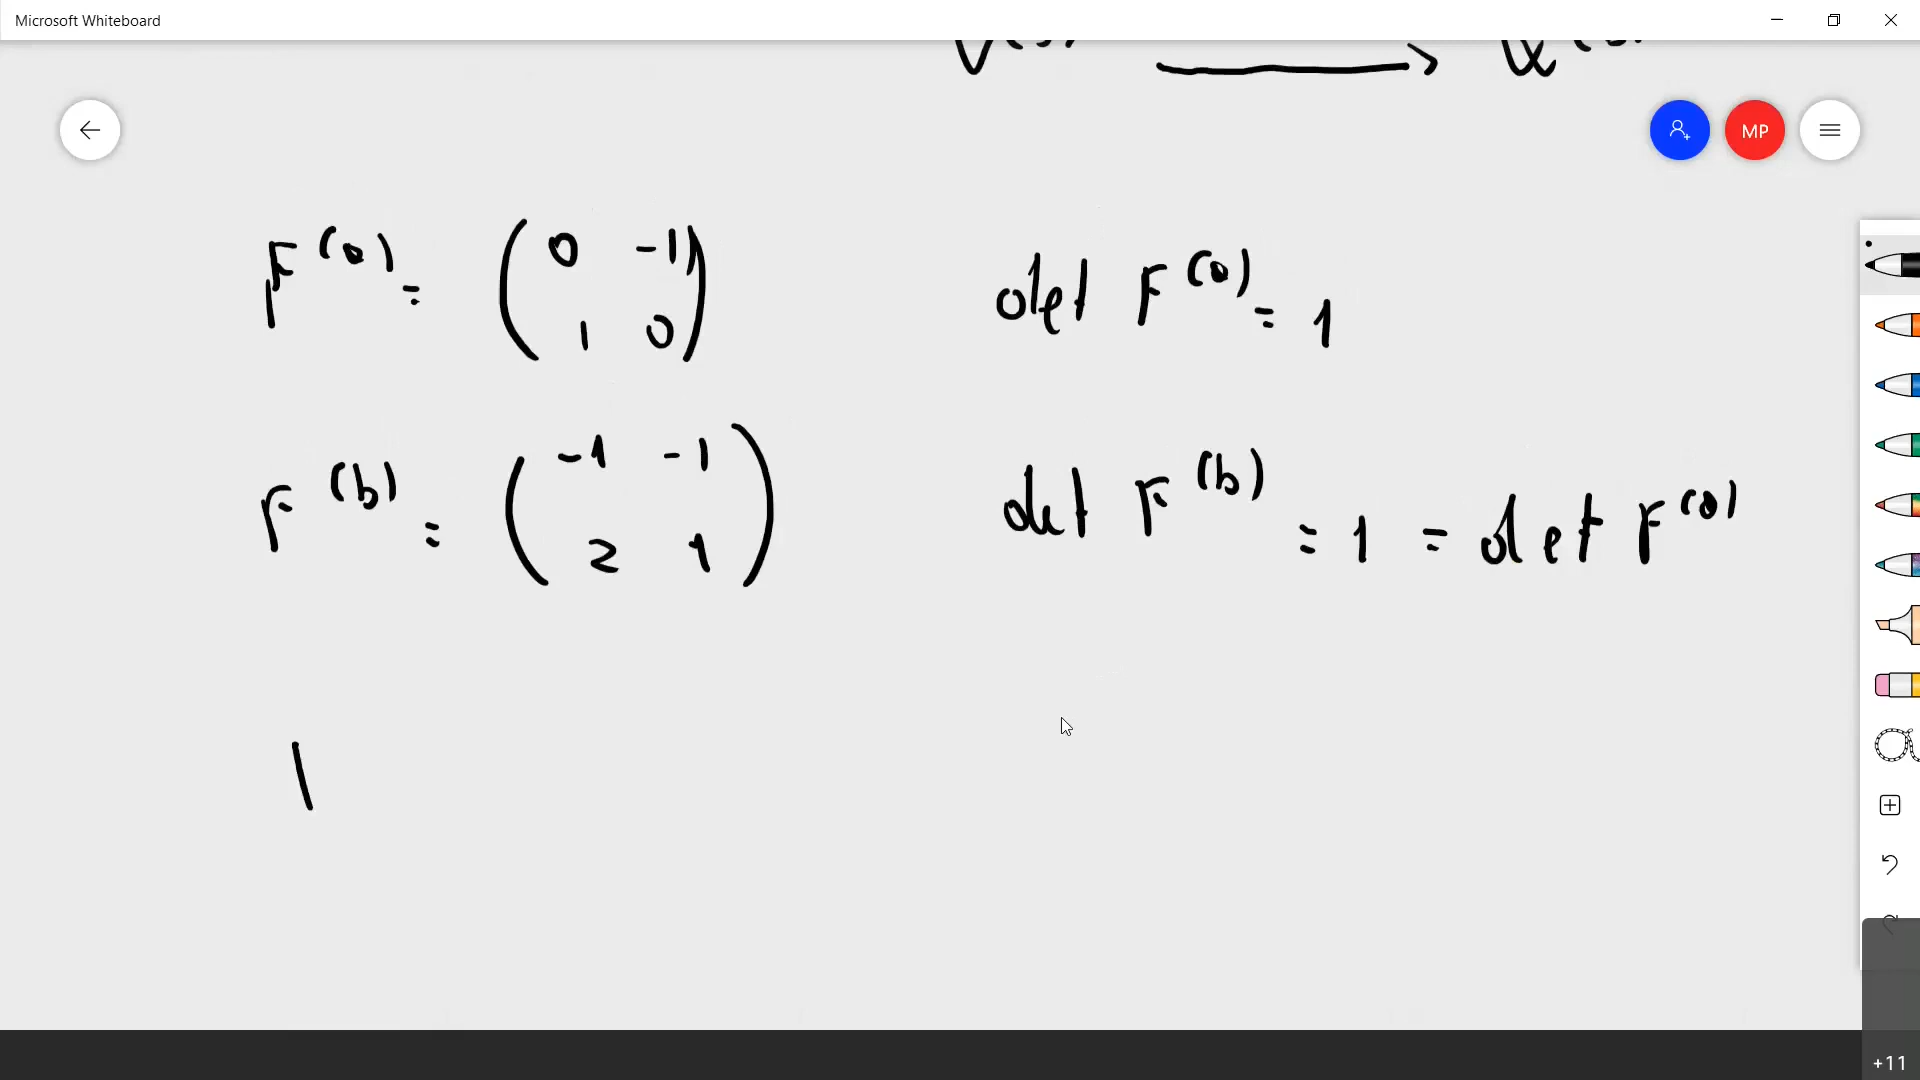 Microsoft Whiteboard
MP
F^(a) = ( 0 -1
1 0 )
det F^(a) = 1
F^(b) = ( -1 -1
2 1 )
det F^(b) = 1 = det F^(a)
+11